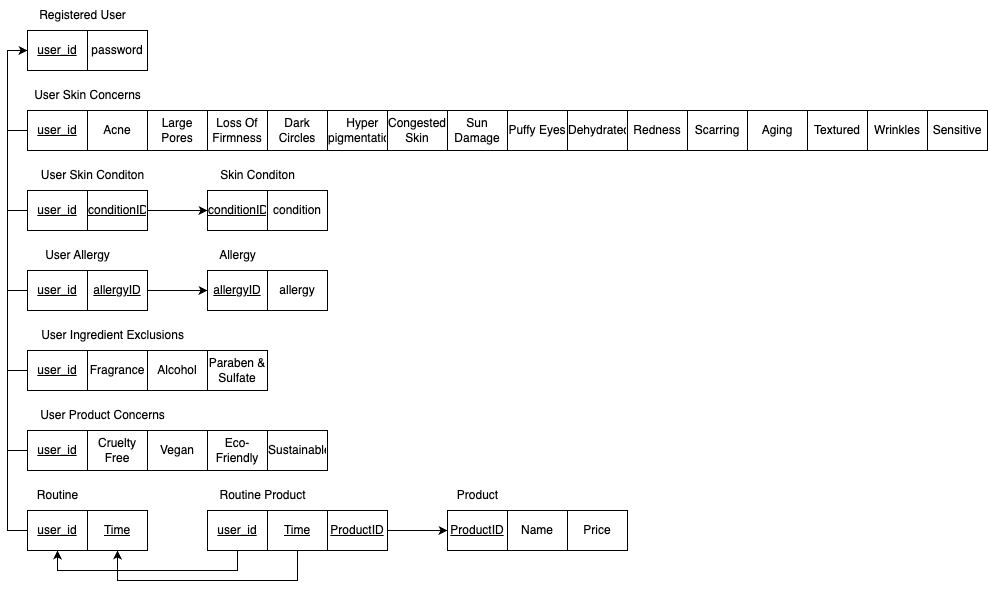 Registered User
user_id password
User Skin Concerns
user_id Acne Large Pores Loss Of Firmness Dark Circles Hyper pigmentatic Congested Skin Sun Damage Puffy Eyes Dehydrated Redness Scarring Aging Textured Wrinkles Sensitive
User Skin Conditon Skin Conditon
user_id conditionID conditionID condition
User Allergy Allergy
user_id allergyID allergyID allergy
User Ingredient Exclusions
user_id Fragrance Alcohol Paraben & Sulfate
User Product Concerns
user_id Cruelty Free Vegan Eco-Friendly Sustainable
Routine Routine Product Product
user_id Time user_id Time ProductID ProductID Name Price